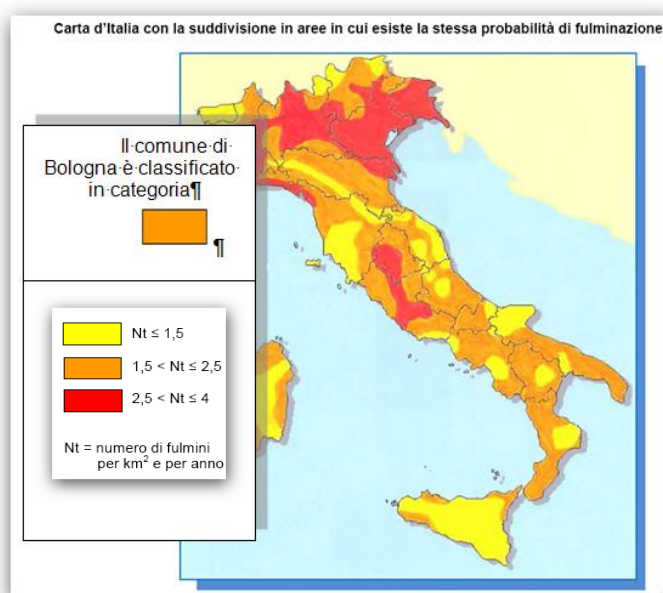 Carta d'Italia con la suddivisione in aree in cui esiste la stessa probabilità di fulminazione
Il·comune·di·
Bologna·è·classificato·
in·categoria¶
¶
Nt ≤ 1,5
1,5 < Nt ≤ 2,5
2,5 < Nt ≤ 4
Nt = numero di fulmini
per km² e per anno